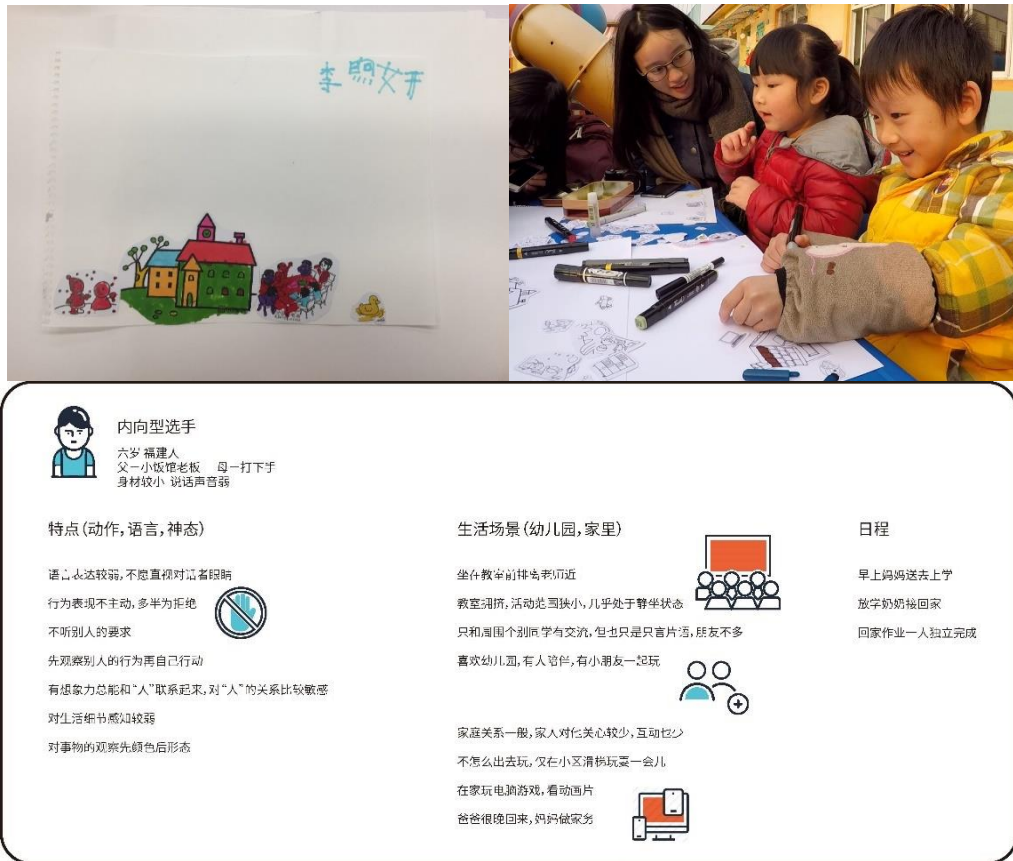 李照女于
内向型选手
六岁 福建人
父－小饭馆老板 母－打下手
身材较小 说话声音弱
特点(动作,语言,神态)
语言表达较弱,不愿直视对话者眼睛
行为表现不主动,多半为拒绝
不听别人的要求
先观察别人的行为再自己行动
有想象力总能和“人”联系起来,对“人”的关系比较敏感
对生活细节感知较弱
对事物的观察先颜色后形态
生活场景(幼儿园,家里)
坐在教室前排离老师近
教室拥挤,活动范围狭小,几乎处于静坐状态
只和周围个别同学有交流,但也只是只言片语,朋友不多
喜欢幼儿园,有人陪伴,有小朋友一起玩
家庭关系一般,家人对他关心较少,互动也少
不怎么出去玩,仅在小区滑梯玩耍一会儿
在家玩电脑游戏,看动画片
爸爸很晚回来,妈妈做家务
日程
早上妈妈送去上学
放学奶奶接回家
回家作业一人独立完成